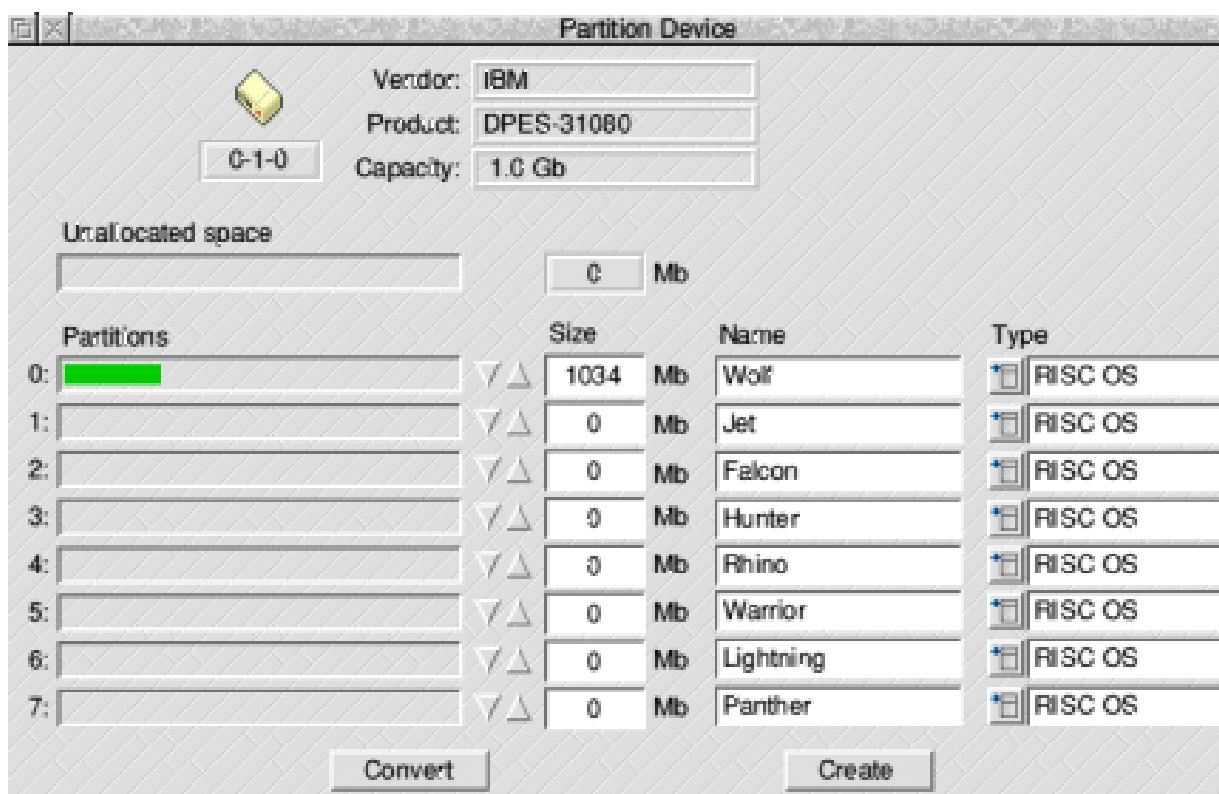 Partition Device
Vendor: IBM
Product: DPES-31080
0-1-0
Capacity: 1.0 Gb
Unallocated space
0 Mb
Partitions Size Name Type
0: 1034 Mb Wolf RISC OS
1: 0 Mb Jet RISC OS
2: 0 Mb Falcon RISC OS
3: 0 Mb Hunter RISC OS
4: 0 Mb Rhino RISC OS
5: 0 Mb Warrior RISC OS
6: 0 Mb Lightning RISC OS
7: 0 Mb Panther RISC OS
Convert Create